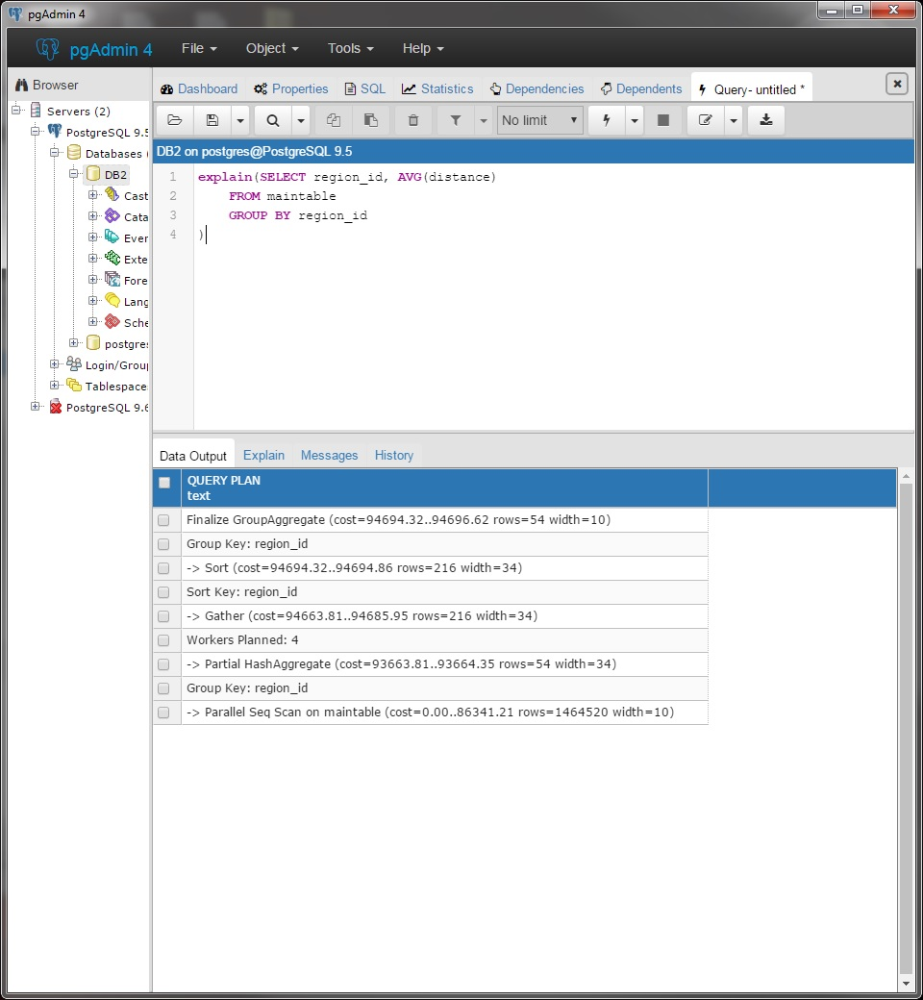 pgAdmin 4
pgAdmin 4 File Object Tools Help
Browser
Dashboard Properties SQL Statistics Dependencies Dependents Query- untitled *
Servers (2)
PostgreSQL 9.5
Databases (
DB2
Cast
Cata
Even
Exte
Fore
Lang
Sche
postgres
Login/Group
Tablespaces
PostgreSQL 9.6
No limit
DB2 on postgres@PostgreSQL 9.5
1 explain(SELECT region_id, AVG(distance)
2 FROM maintable
3 GROUP BY region_id
4 )
Data Output Explain Messages History
QUERY PLAN
text
Finalize GroupAggregate (cost=94694.32..94696.62 rows=54 width=10)
Group Key: region_id
-> Sort (cost=94694.32..94694.86 rows=216 width=34)
Sort Key: region_id
-> Gather (cost=94663.81..94685.95 rows=216 width=34)
Workers Planned: 4
-> Partial HashAggregate (cost=93663.81..93664.35 rows=54 width=34)
Group Key: region_id
-> Parallel Seq Scan on maintable (cost=0.00..86341.21 rows=1464520 width=10)